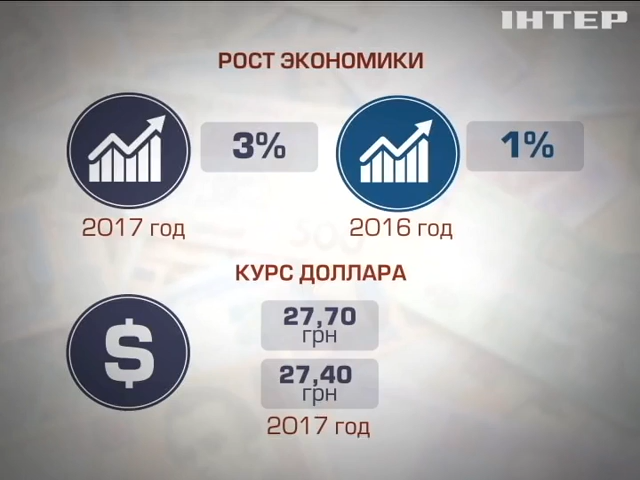 ІНТЕР
РОСТ ЭКОНОМИКИ
3%
1%
2017 год
2016 год
КУРС ДОЛЛАРА
$
27,70
грн
27,40
грн
2017 год